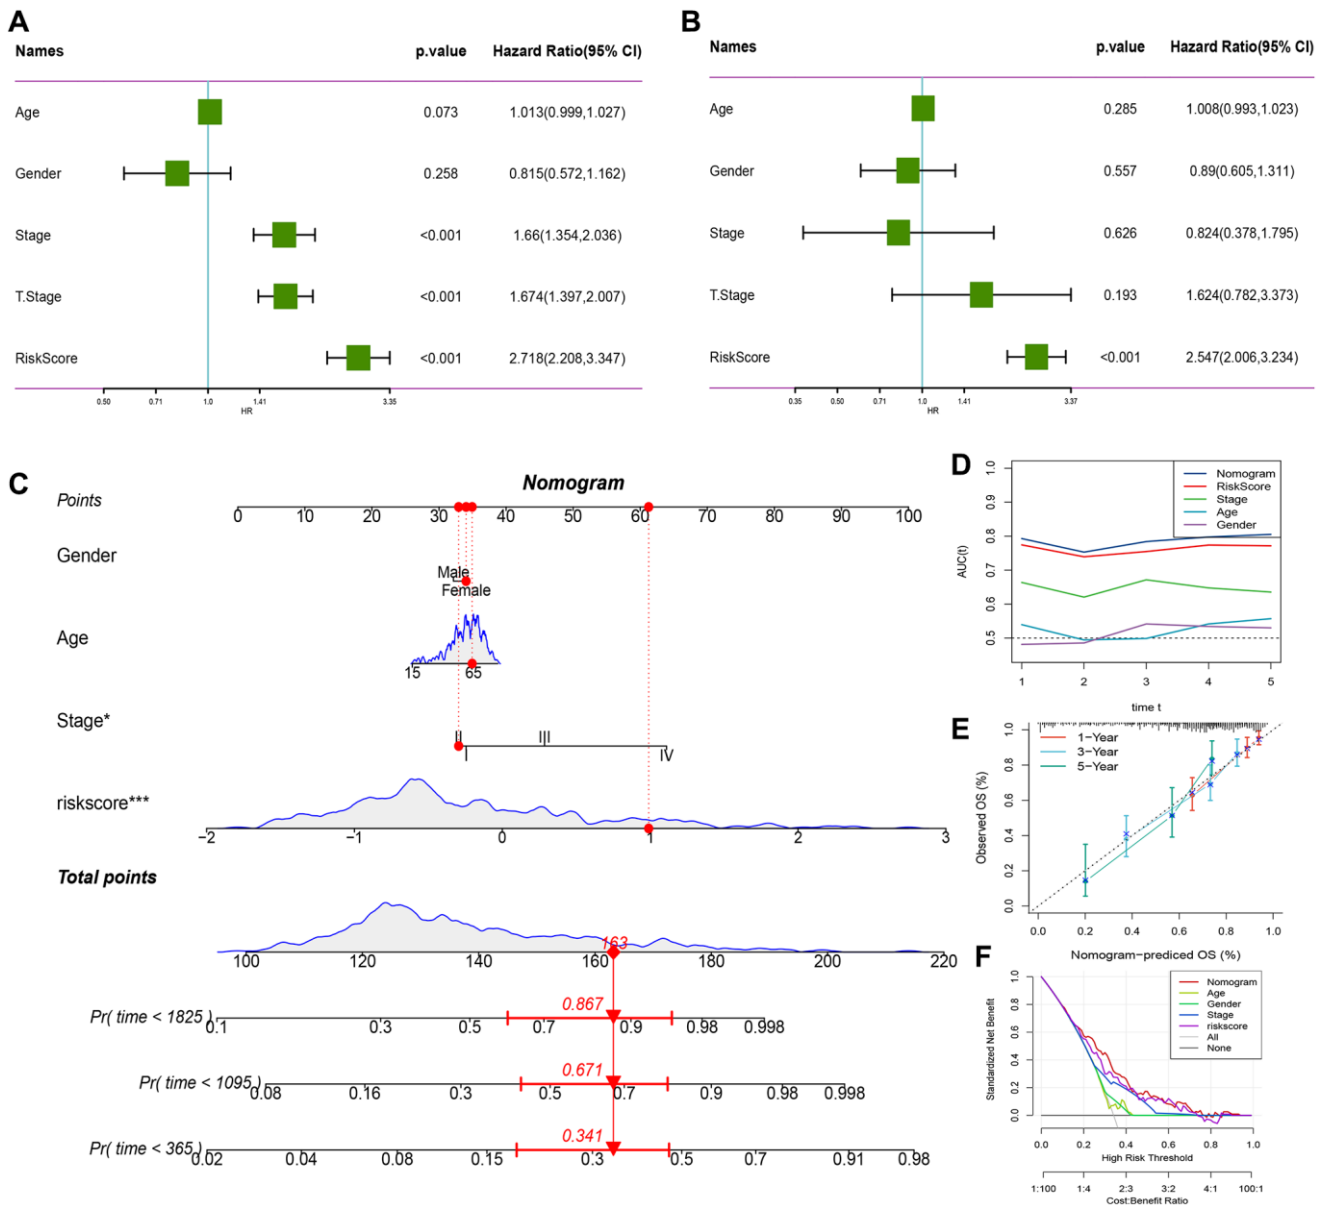 A
Names p.value Hazard Ratio(95% CI)
Age 0.073 1.013(0.999,1.027)
Gender 0.258 0.815(0.572,1.162)
Stage <0.001 1.66(1.354,2.036)
T.Stage <0.001 1.674(1.397,2.007)
RiskScore <0.001 2.718(2.208,3.347)
0.50 0.71 1.0 1.41 3.35
HR
B
Names p.value Hazard Ratio(95% CI)
Age 0.285 1.008(0.993,1.023)
Gender 0.557 0.89(0.605,1.311)
Stage 0.626 0.824(0.378,1.795)
T.Stage 0.193 1.624(0.782,3.373)
RiskScore <0.001 2.547(2.006,3.234)
0.35 0.50 0.71 1.0 1.41 3.37
HR
C
Nomogram
Points
0 10 20 30 40 50 60 70 80 90 100
Gender
Male
Female
Age
15 65
Stage*
II III
I IV
riskscore***
−2 −1 0 1 2 3
Total points
163
100 120 140 160 180 200 220
0.867
Pr( time < 1825 )
0.1 0.3 0.5 0.7 0.9 0.98 0.998
0.671
Pr( time < 1095 )
0.08 0.16 0.3 0.5 0.7 0.9 0.98 0.998
0.341
Pr( time < 365 )
0.02 0.04 0.08 0.15 0.3 0.5 0.7 0.91 0.98
D
Nomogram
RiskScore
Stage
Age
Gender
AUC(t)
1.0
0.9
0.8
0.7
0.6
0.5
1 2 3 4 5
time t
E
1−Year
3−Year
5−Year
Observed OS (%)
1.0
0.8
0.6
0.4
0.2
0.0
0.0 0.2 0.4 0.6 0.8 1.0
Nomogram−prediced OS (%)
F
Nomogram
Age
Gender
Stage
riskscore
All
None
Standardized Net Benefit
1.0
0.8
0.6
0.4
0.2
0.0
0.0 0.2 0.4 0.6 0.8 1.0
High Risk Threshold
1:100 1:4 2:3 3:2 4:1 100:1
Cost:Benefit Ratio